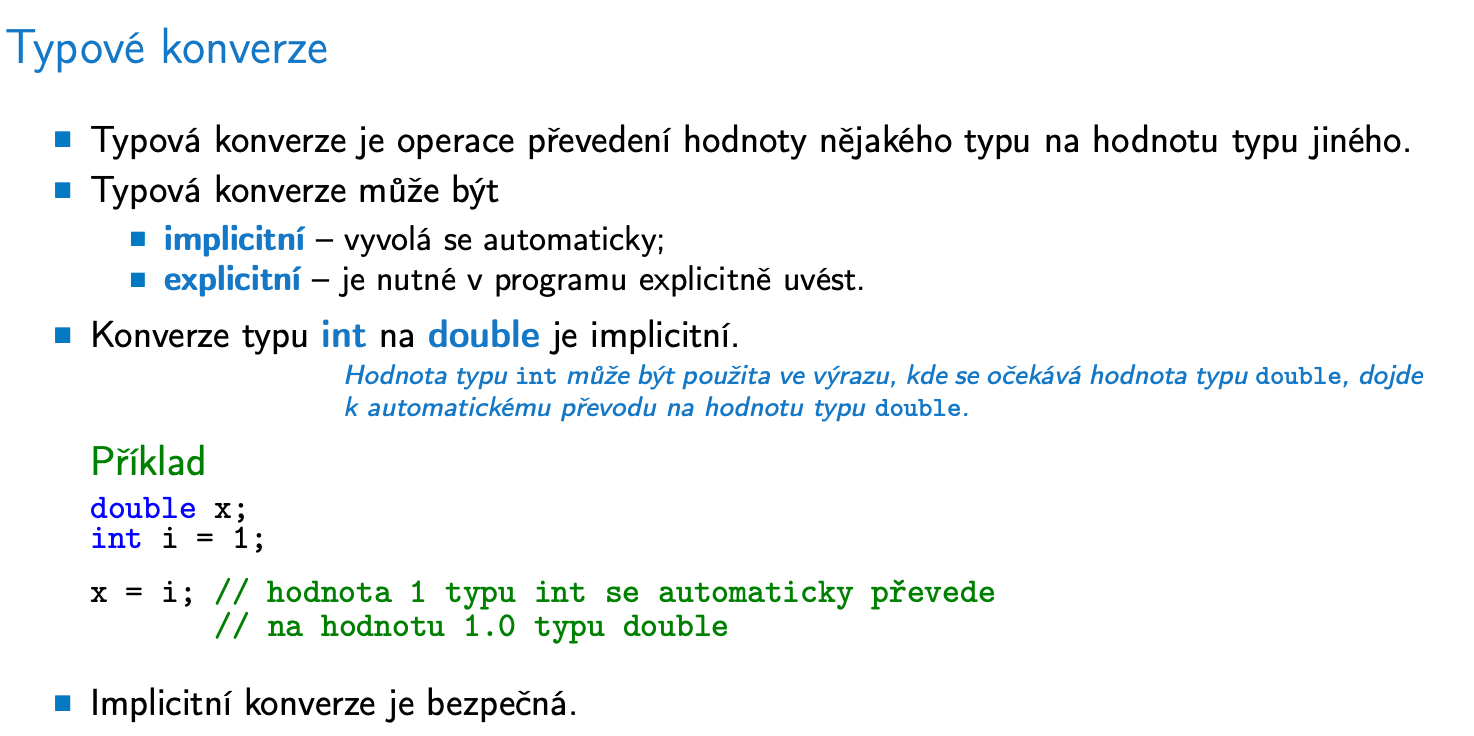 Typové konverze
Typová konverze je operace převedení hodnoty nějakého typu na hodnotu typu jiného.
Typová konverze může být
implicitní – vyvolá se automaticky;
explicitní – je nutné v programu explicitně uvést.
Konverze typu int na double je implicitní.
Hodnota typu int může být použita ve výrazu, kde se očekává hodnota typu double, dojde
k automatickému převodu na hodnotu typu double.
Příklad
double x;
int i = 1;
x = i; // hodnota 1 typu int se automaticky převede
// na hodnotu 1.0 typu double
Implicitní konverze je bezpečná.